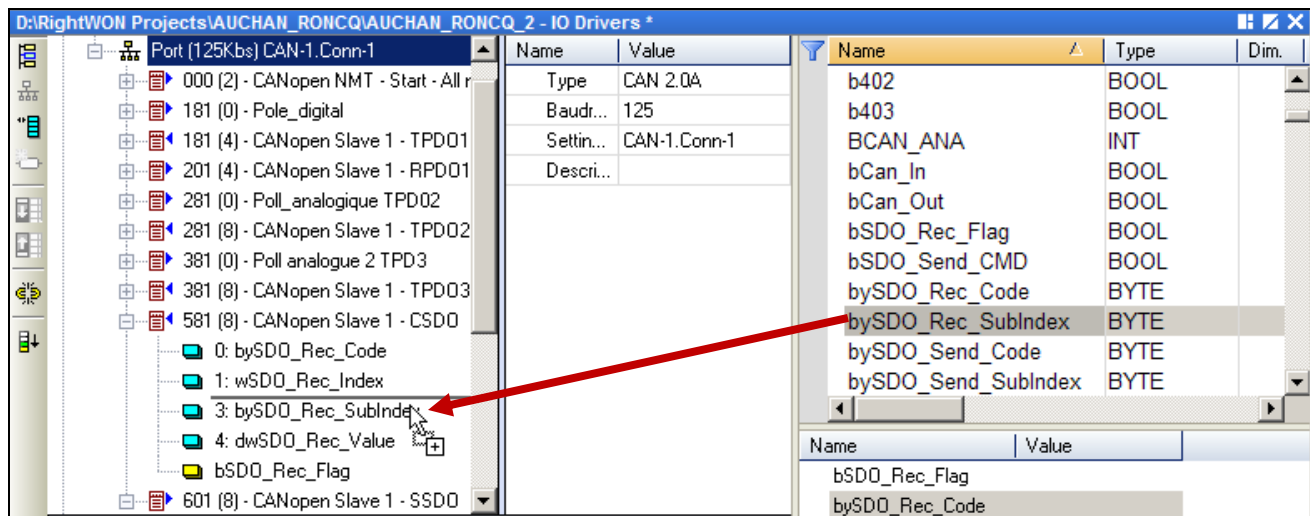 D:\RightWON Projects\AUCHAN_RONCQ\AUCHAN_RONCQ_2 - IO Drivers *
Port (125Kbs) CAN-1.Conn-1
000 (2) - CANopen NMT - Start - All r
181 (0) - Pole_digital
181 (4) - CANopen Slave 1 - TPDO1
201 (4) - CANopen Slave 1 - RPDO1
281 (0) - Poll_analogique TPDO2
281 (8) - CANopen Slave 1 - TPDO2
381 (0) - Poll analogue 2 TPD3
381 (8) - CANopen Slave 1 - TPDO3
581 (8) - CANopen Slave 1 - CSDO
0: bySDO_Rec_Code
1: wSDO_Rec_Index
3: bySDO_Rec_SubIndex
4: dwSDO_Rec_Value
bSDO_Rec_Flag
601 (8) - CANopen Slave 1 - SSDO
Name Value
Type CAN 2.0A
Baudr... 125
Settin... CAN-1.Conn-1
Descri...
Name Type Dim.
b402 BOOL
b403 BOOL
BCAN_ANA INT
bCan_In BOOL
bCan_Out BOOL
bSDO_Rec_Flag BOOL
bSDO_Send_CMD BOOL
bySDO_Rec_Code BYTE
bySDO_Rec_SubIndex BYTE
bySDO_Send_Code BYTE
bySDO_Send_SubIndex BYTE
Name Value
bSDO_Rec_Flag
bySDO_Rec_Code